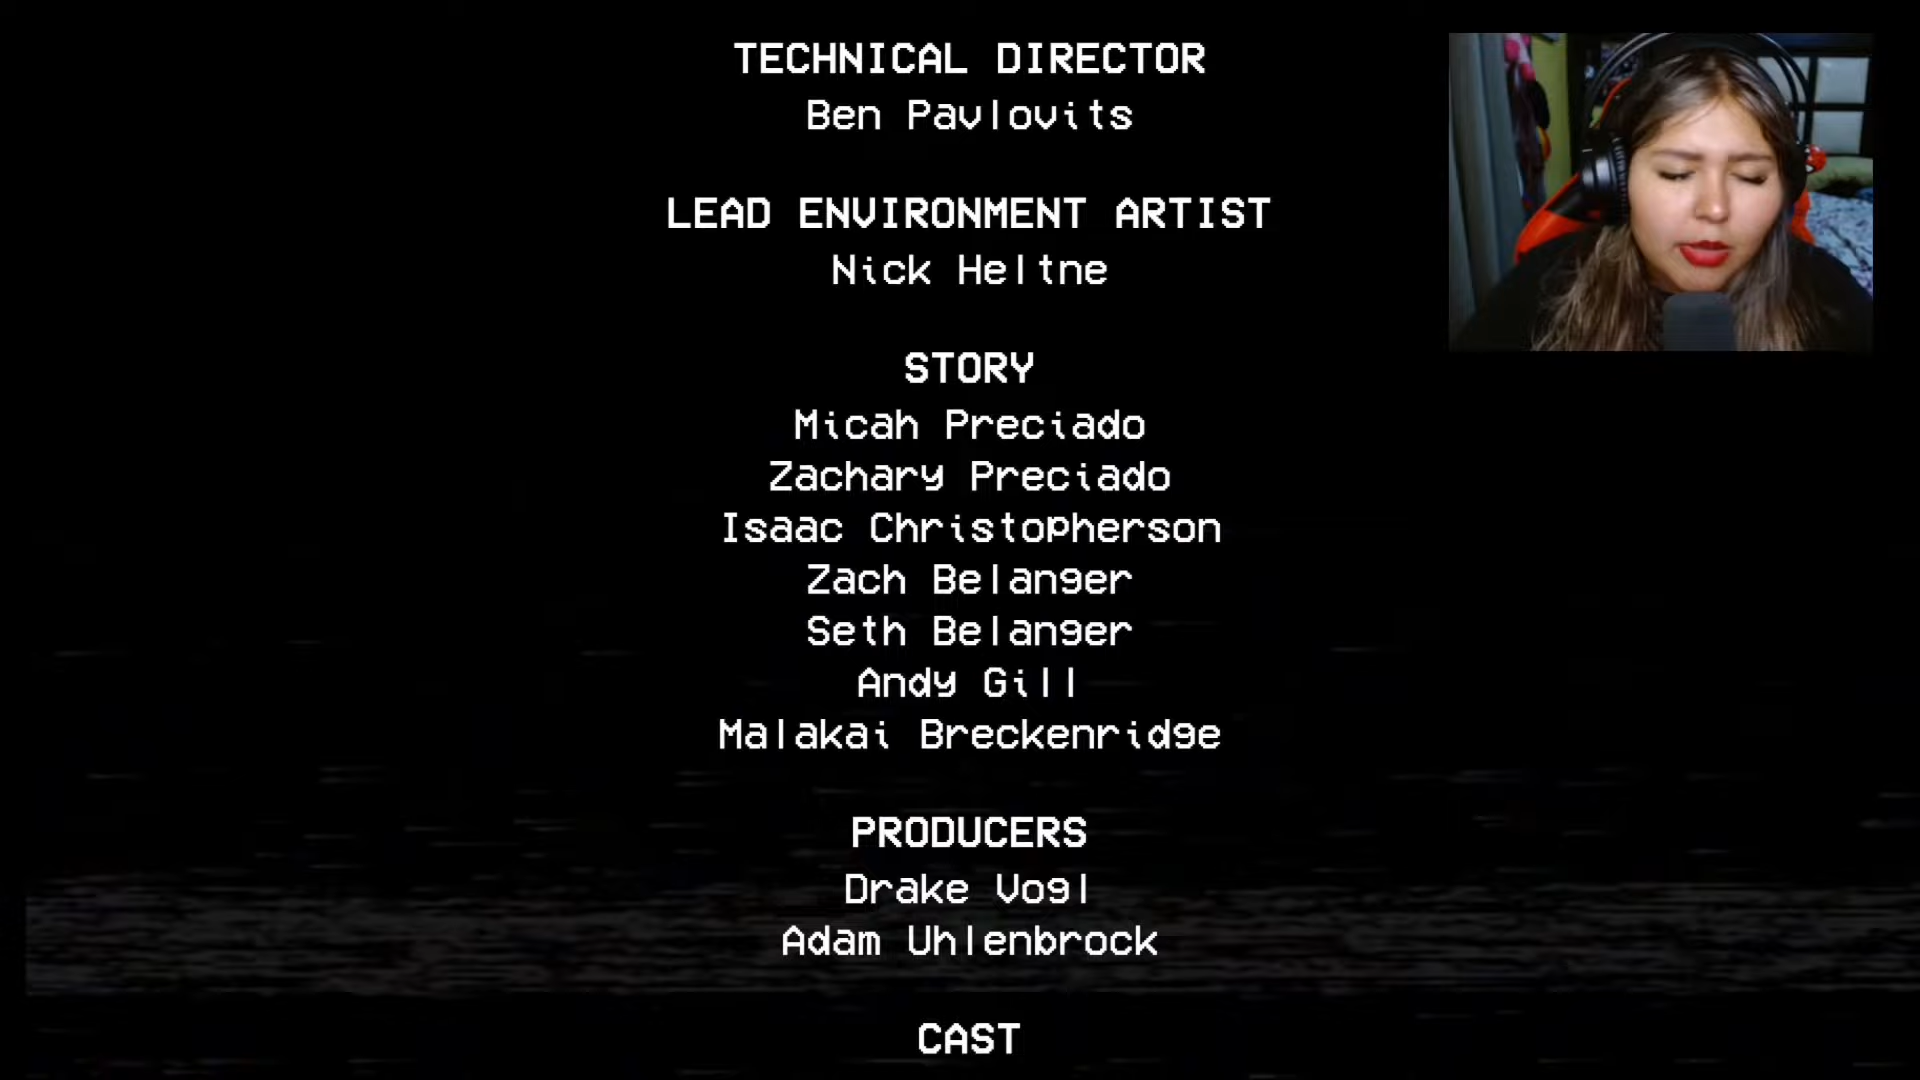 TECHNICAL DIRECTOR
Ben Pavlovits
LEAD ENVIRONMENT ARTIST
Nick Heltne
STORY
Micah Preciado
Zachary Preciado
Isaac Christopherson
Zach Belanger
Seth Belanger
Andy Gill
Malakai Breckenridge
PRODUCERS
Drake Vogl
Adam Uhlenbrock
CAST